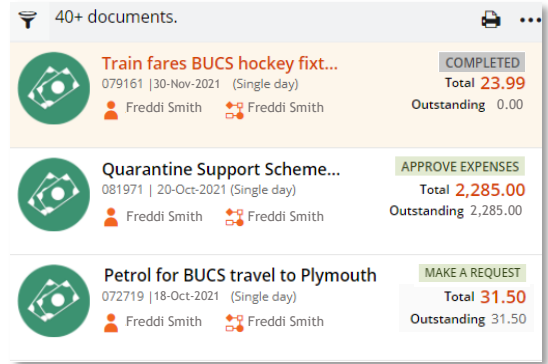 40+ documents.
Train fares BUCS hockey fixt... COMPLETED
079161 |30-Nov-2021 (Single day) Total 23.99
Freddi Smith Freddi Smith Outstanding 0.00
Quarantine Support Scheme... APPROVE EXPENSES
081971 | 20-Oct-2021 (Single day) Total 2,285.00
Freddi Smith Freddi Smith Outstanding 2,285.00
Petrol for BUCS travel to Plymouth MAKE A REQUEST
072719 |18-Oct-2021 (Single day) Total 31.50
Freddi Smith Freddi Smith Outstanding 31.50